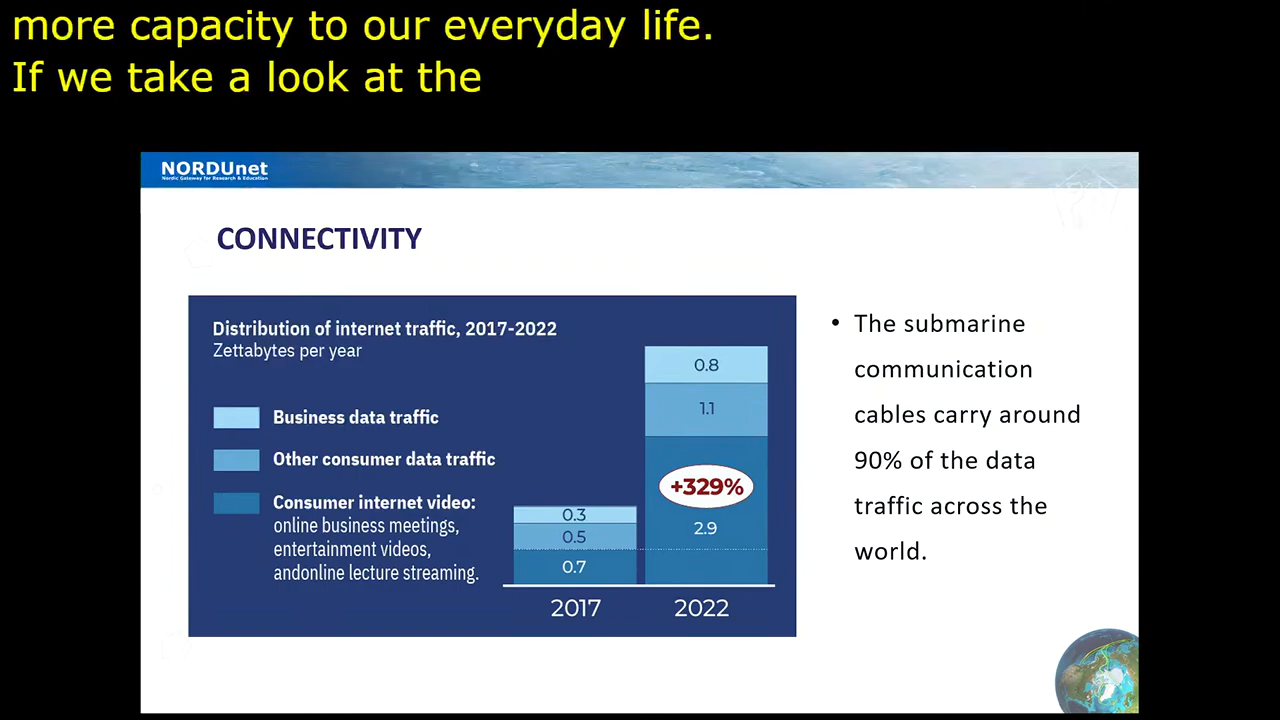 more capacity to our everyday life.
If we take a look at the
NORDUnet
Nordic Gateway for Research & Education
CONNECTIVITY
Distribution of internet traffic, 2017-2022
Zettabytes per year
Business data traffic
Other consumer data traffic
Consumer internet video:
online business meetings,
entertainment videos,
andonline lecture streaming.
0.3
0.5
0.7
2017
0.8
1.1
+329%
2.9
2022
• The submarine
communication
cables carry around
90% of the data
traffic across the
world.